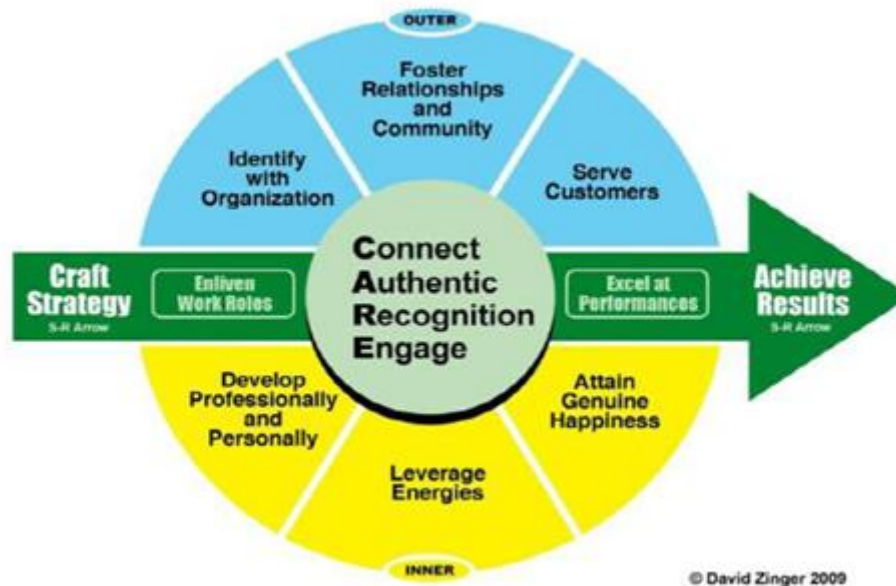 OUTER
Foster
Relationships
and
Community
Identify
with
Organization
Serve
Customers
Craft
Strategy
S-R Arrow
Enliven
Work Roles
Connect
Authentic
Recognition
Engage
Excel at
Performances
Achieve
Results
S-R Arrow
Develop
Professionally
and
Personally
Leverage
Energies
Attain
Genuine
Happiness
INNER
© David Zinger 2009